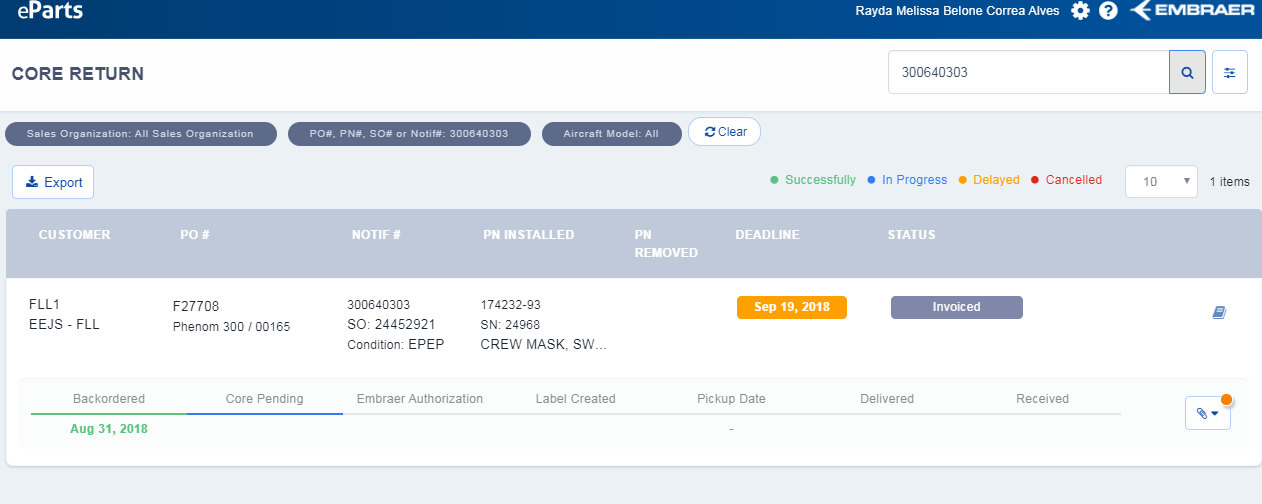 eParts
Rayda Melissa Belone Correa Alves
EMBRAER
CORE RETURN
300640303
Sales Organization: All Sales Organization
PO#, PN#, SO# or Notif#: 300640303
Aircraft Model: All
Clear
Export
Successfully
In Progress
Delayed
Cancelled
10
1 items
CUSTOMER
PO #
NOTIF #
PN INSTALLED
PN
REMOVED
DEADLINE
STATUS
FLL1
EEJS - FLL
F27708
Phenom 300 / 00165
300640303
SO: 24452921
Condition: EPEP
174232-93
SN: 24968
CREW MASK, SW...
Sep 19, 2018
Invoiced
Backordered
Core Pending
Embraer Authorization
Label Created
Pickup Date
Delivered
Received
Aug 31, 2018
-